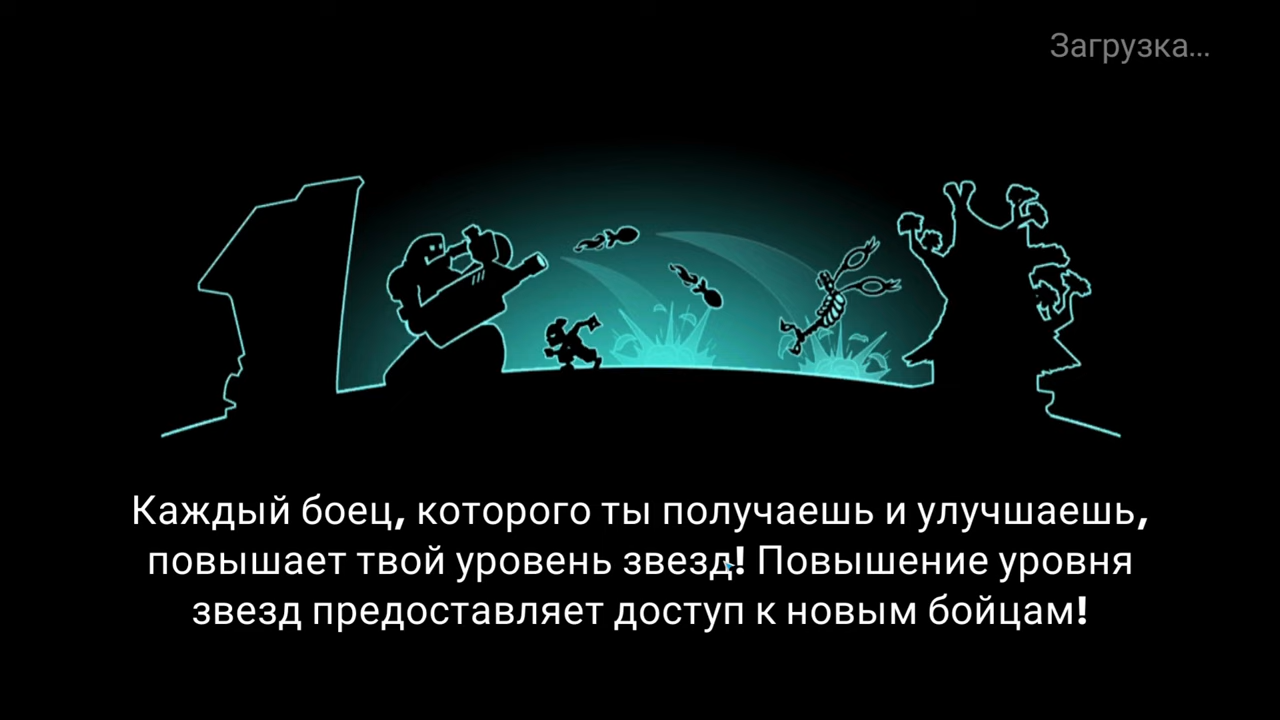 Загрузка...
Каждый боец, которого ты получаешь и улучшаешь,
повышает твой уровень звезд! Повышение уровня
звезд предоставляет доступ к новым бойцам!